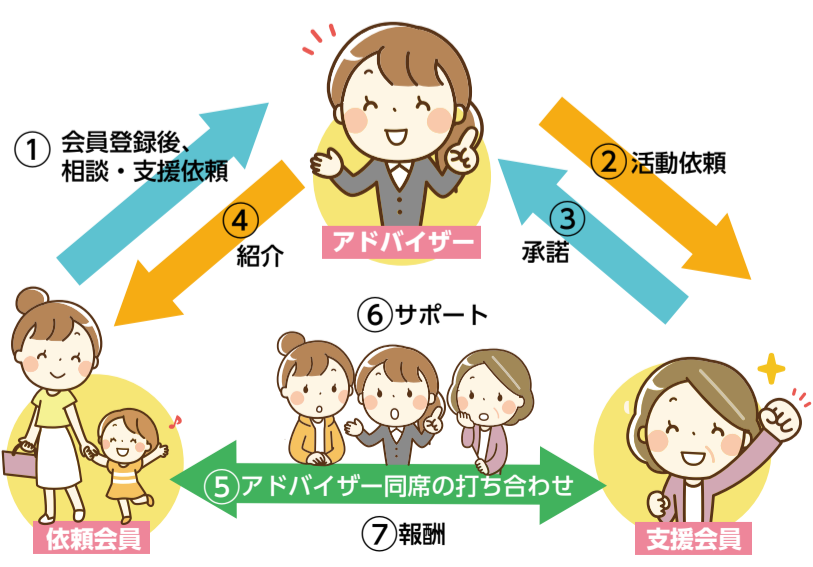 ①会員登録後、
相談・支援依頼
②活動依頼
③
承諾
④
紹介
アドバイザー
⑥サポート
⑤アドバイザー同席の打ち合わせ
⑦報酬
依頼会員
支援会員